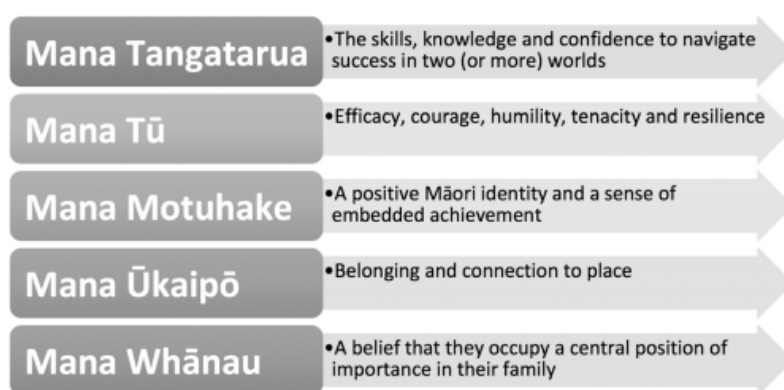 Mana Tangatarua
•The skills, knowledge and confidence to navigate
success in two (or more) worlds
Mana Tū
•Efficacy, courage, humility, tenacity and resilience
Mana Motuhake
•A positive Māori identity and a sense of
embedded achievement
Mana Ūkaipō
•Belonging and connection to place
Mana Whānau
•A belief that they occupy a central position of
importance in their family